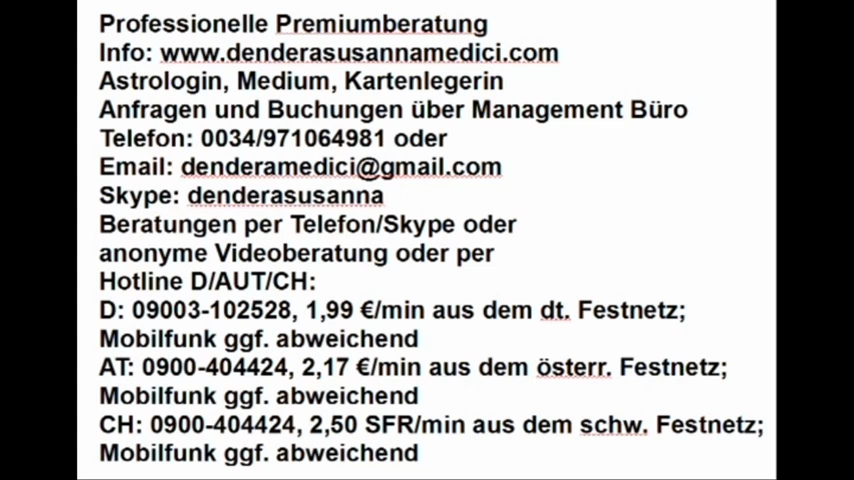 Professionelle Premiumberatung
Info: www.denderasusannamedici.com
Astrologin, Medium, Kartenlegerin
Anfragen und Buchungen über Management Büro
Telefon: 0034/971064981 oder
Email: denderamedici@gmail.com
Skype: denderasusanna
Beratungen per Telefon/Skype oder
anonyme Videoberatung oder per
Hotline D/AUT/CH:
D: 09003-102528, 1,99 €/min aus dem dt. Festnetz;
Mobilfunk ggf. abweichend
AT: 0900-404424, 2,17 €/min aus dem österr. Festnetz;
Mobilfunk ggf. abweichend
CH: 0900-404424, 2,50 SFR/min aus dem schw. Festnetz;
Mobilfunk ggf. abweichend